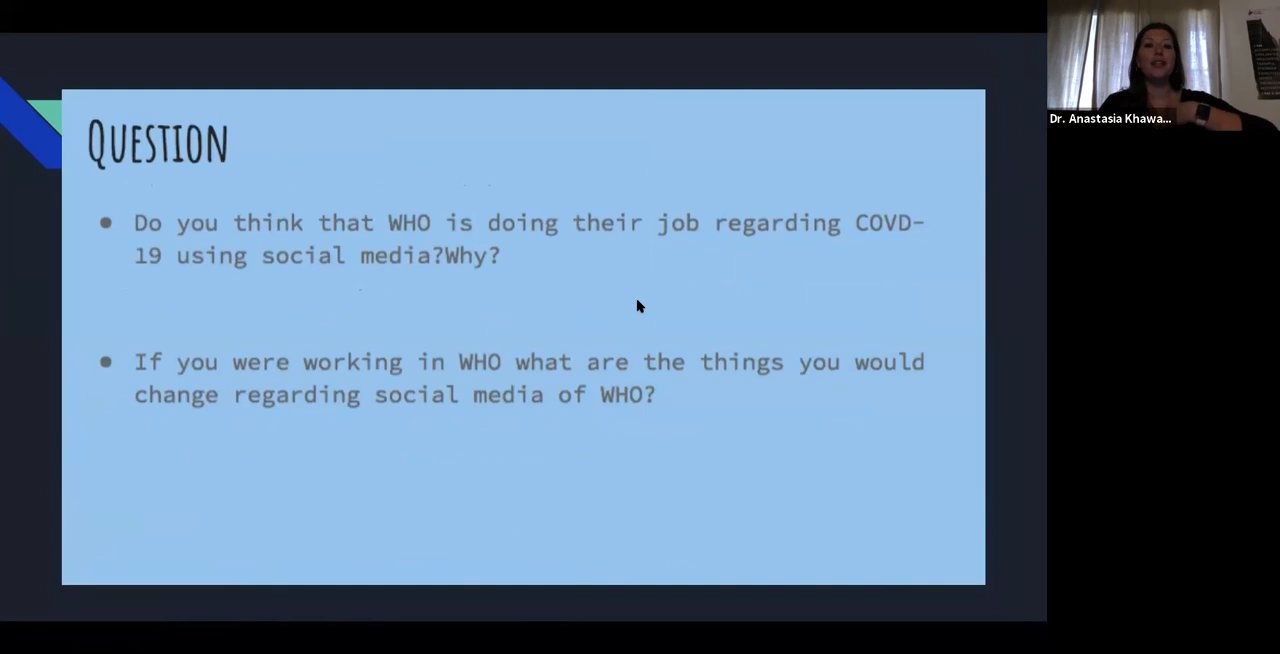 Question
Do you think that WHO is doing their job regarding COVD-
19 using social media?Why?
If you were working in WHO what are the things you would
change regarding social media of WHO?
Dr. Anastasia Khawa...